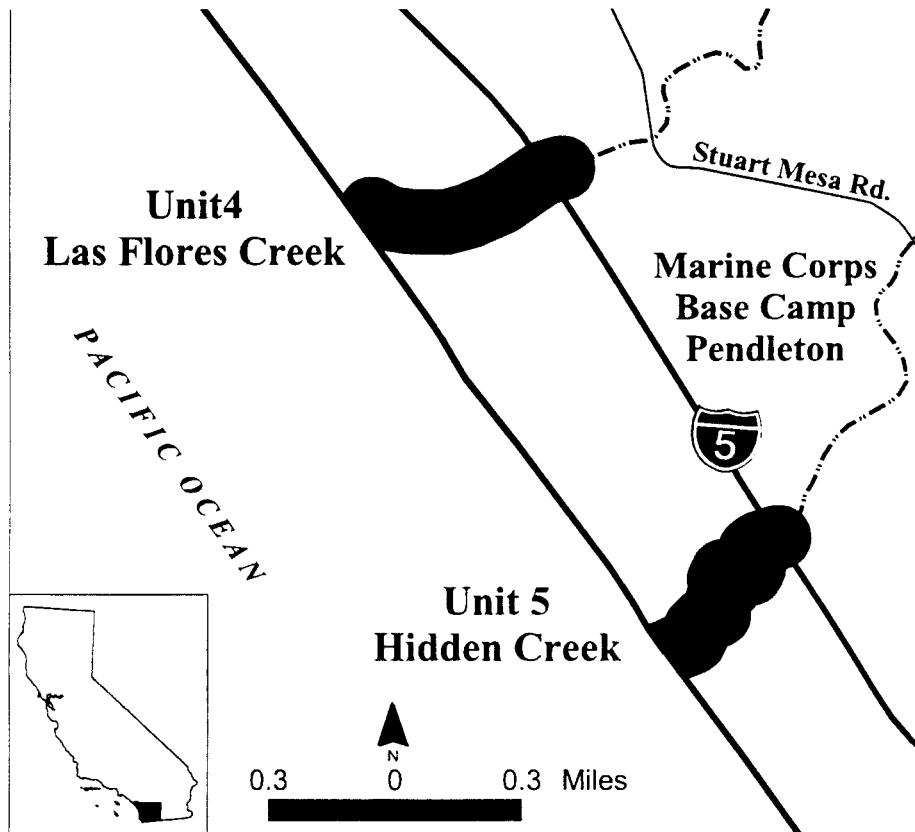 Stuart Mesa Rd.
Unit4
Las Flores Creek
Marine Corps
Base Camp
Pendleton
PACIFIC OCEAN
5
Unit 5
Hidden Creek
N
0.3 0 0.3 Miles